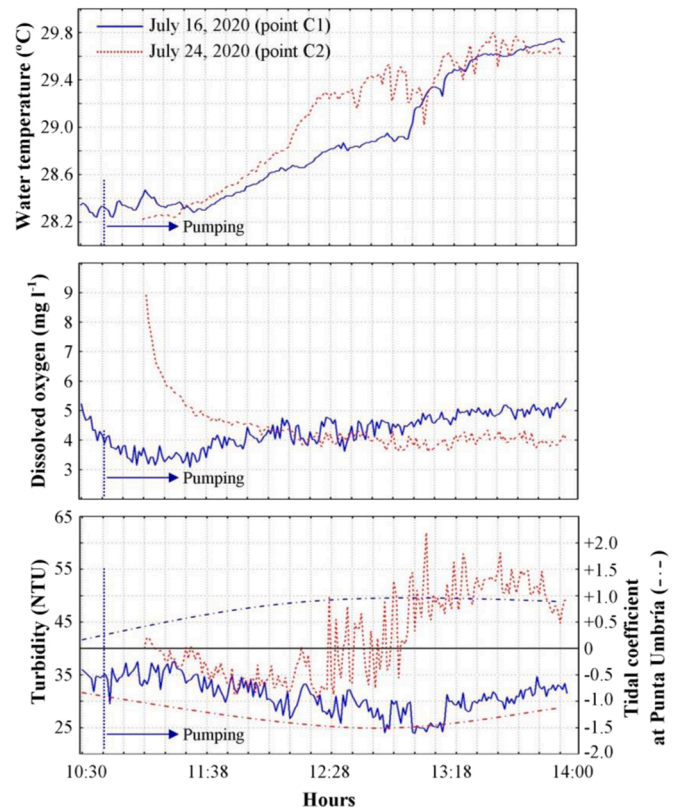 July 16, 2020 (point C1)
July 24, 2020 (point C2)
Water temperature (ºC)
29.8
29.4
29.0
28.6
28.2
Pumping
Dissolved oxygen (mg l-1)
9
8
7
6
5
4
3
Pumping
Turbidity (NTU)
65
55
45
35
25
+2.0
+1.5
+1.0
+0.5
0
-0.5
-1.0
-1.5
-2.0
Tidal coefficient
at Punta Umbría (-·-)
Pumping
10:30 11:38 12:28 13:18 14:00
Hours